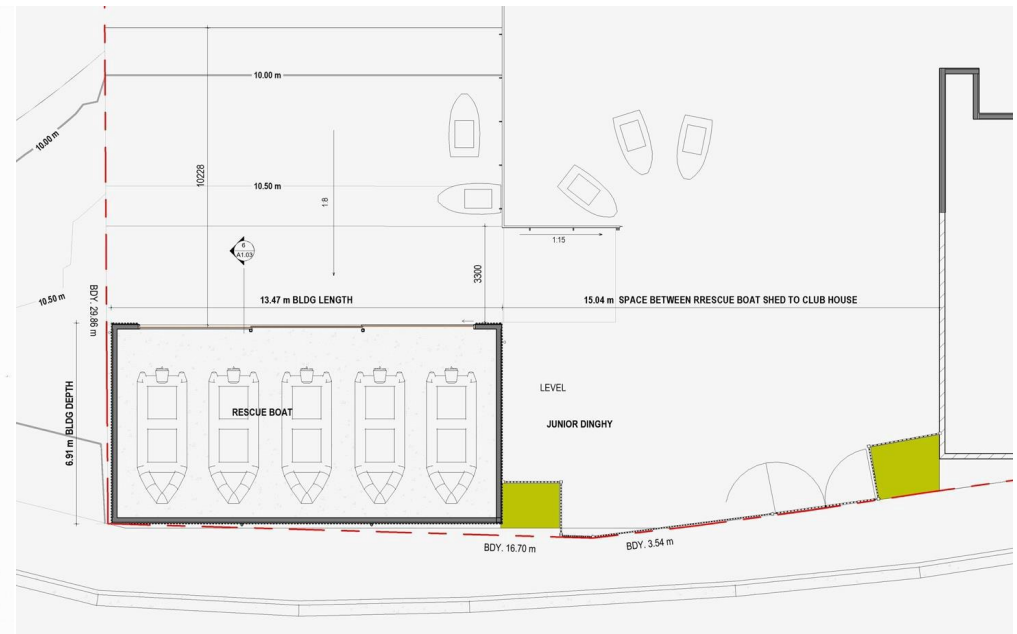 10.00 m
10.00 m
10228
10.50 m
1:8
6
A1.03
1:15
3300
10.50 m
BDY. 29.86 m
13.47 m BLDG LENGTH
15.04 m SPACE BETWEEN RRESCUE BOAT SHED TO CLUB HOUSE
6.91 m BLDG DEPTH
RESCUE BOAT
LEVEL
JUNIOR DINGHY
BDY. 16.70 m
BDY. 3.54 m